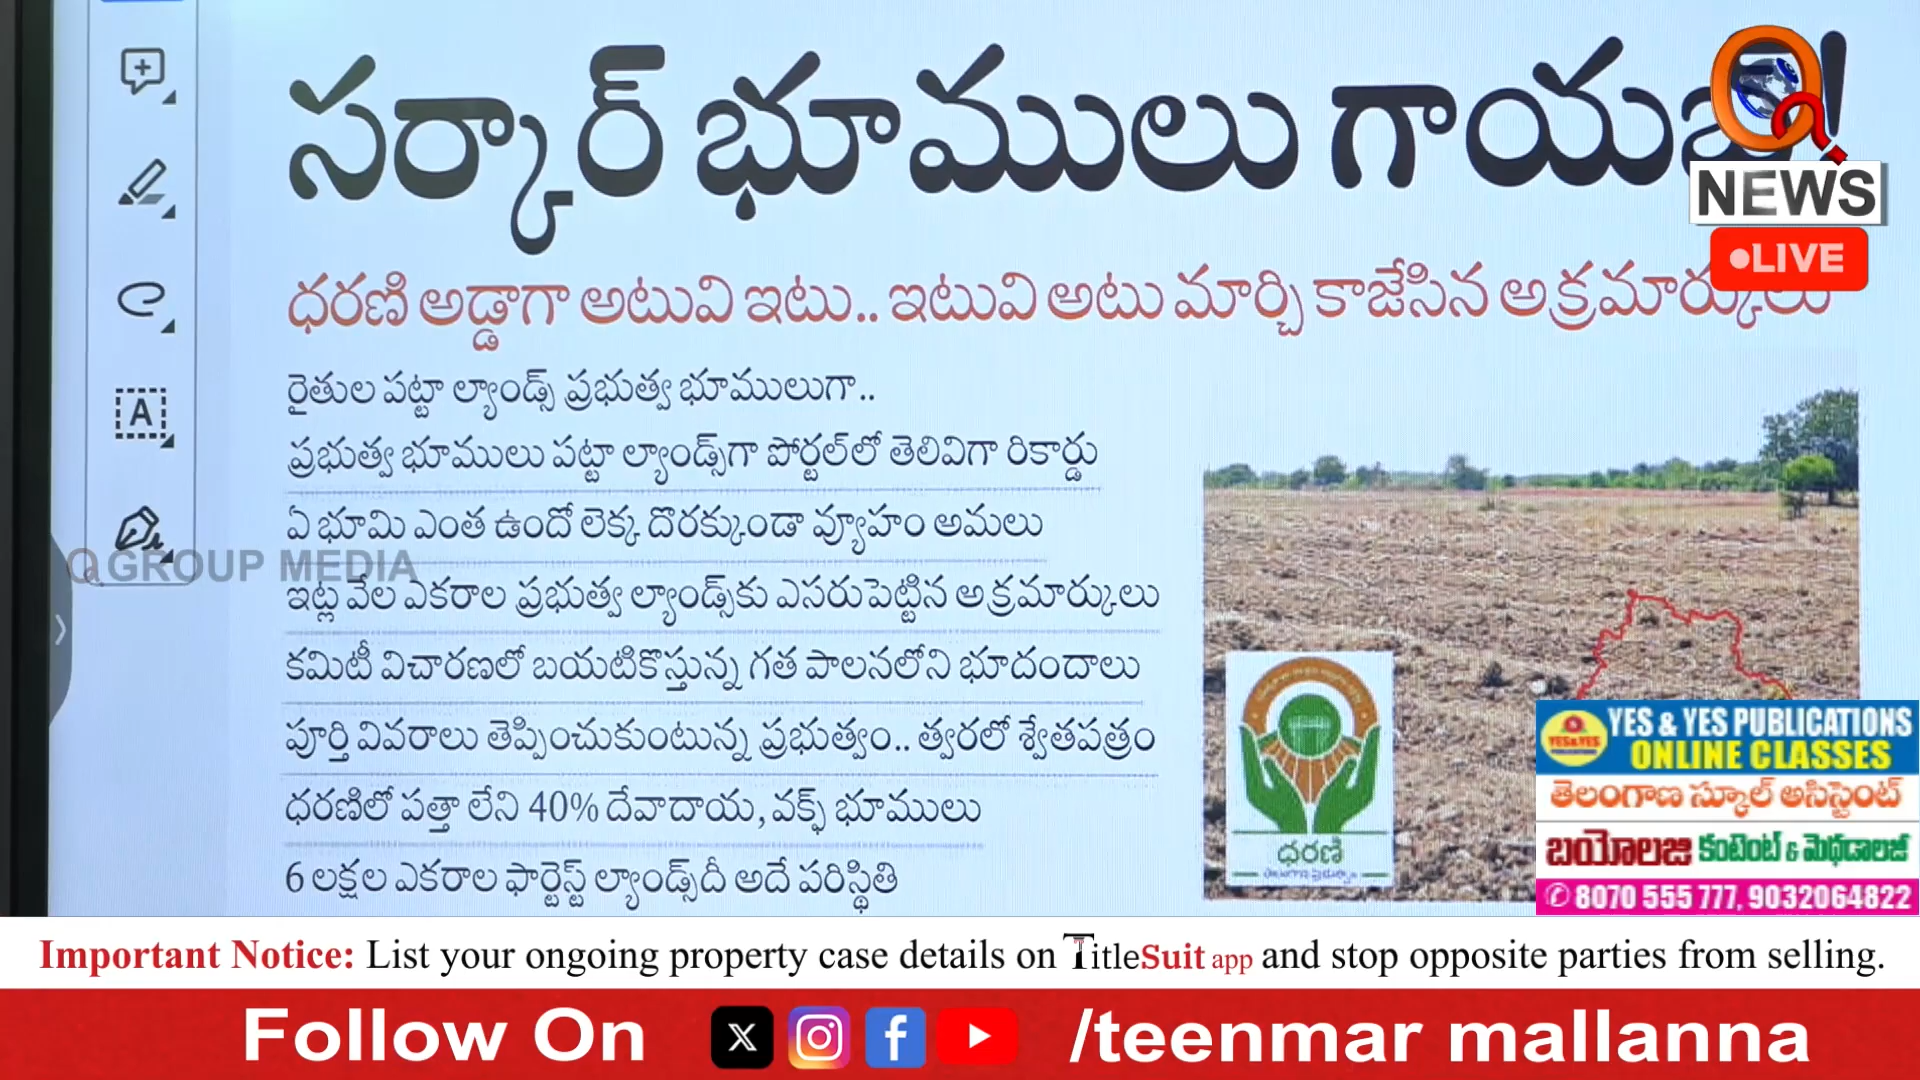 సర్కార్ భూములు గాయబ్!
NEWS
LIVE
ధరణి అడ్డాగా అటువి ఇటు.. ఇటువి అటు మార్చి కాజేసిన అక్రమార్కులు
రైతుల పట్టా ల్యాండ్స్ ప్రభుత్వ భూములుగా..
ప్రభుత్వ భూములు పట్టా ల్యాండ్స్‌గా పోర్టల్‌లో తెలివిగా రికార్డు
ఏ భూమి ఎంత ఉందో లెక్క దొరక్కుండా వ్యూహం అమలు
Q GROUP MEDIA
ఇట్ల వేల ఎకరాల ప్రభుత్వ ల్యాండ్స్‌కు ఎసరుపెట్టిన అక్రమార్కులు
కమిటీ విచారణలో బయటికొస్తున్న గత పాలనలోని భూదందాలు
పూర్తి వివరాలు తెప్పించుకుంటున్న ప్రభుత్వం.. త్వరలో శ్వేతపత్రం
ధరణిలో పత్తా లేని 40% దేవాదాయ, వక్ఫ్ భూములు
6 లక్షల ఎకరాల ఫారెస్ట్ ల్యాండ్స్‌దీ అదే పరిస్థితి
ధరణి
YES & YES PUBLICATIONS
ONLINE CLASSES
తెలంగాణ స్కూల్ అసిస్టెంట్
బయోలజి కంటెంట్ & మెథడాలజీ
8070 555 777, 9032064822
Important Notice: List your ongoing property case details on TitleSuit app and stop opposite parties from selling.
Follow On /teenmar mallanna